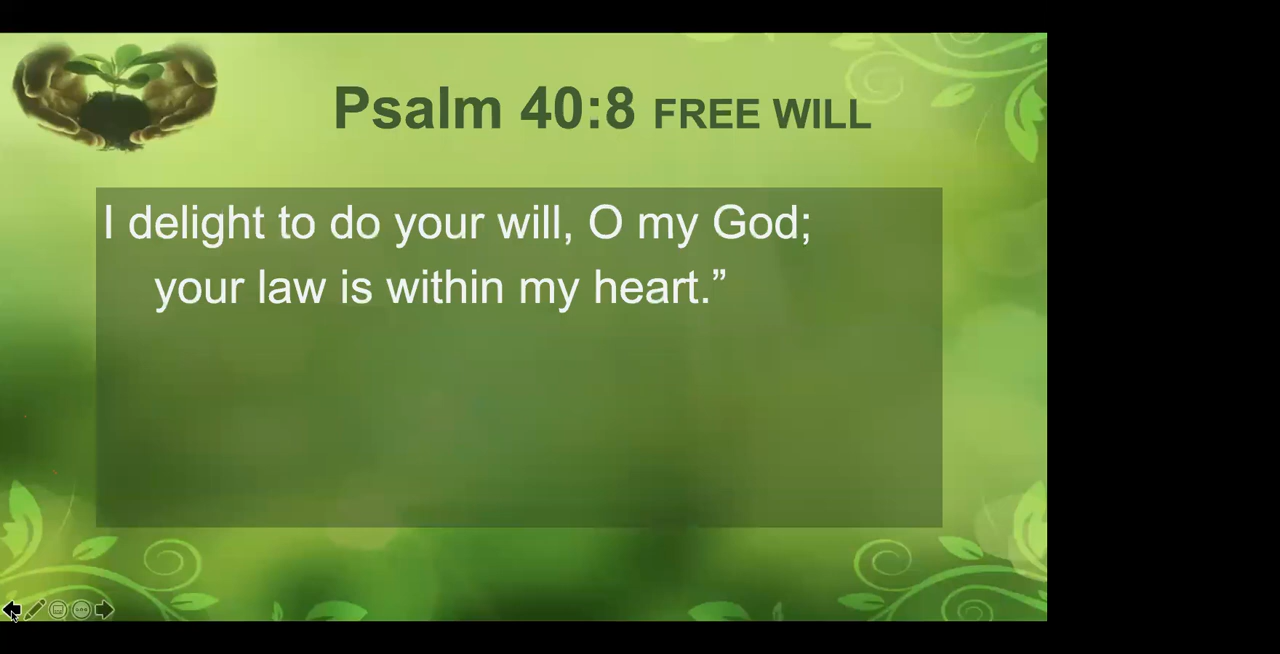 Psalm 40:8 FREE WILL
I delight to do your will, O my God;
your law is within my heart.”